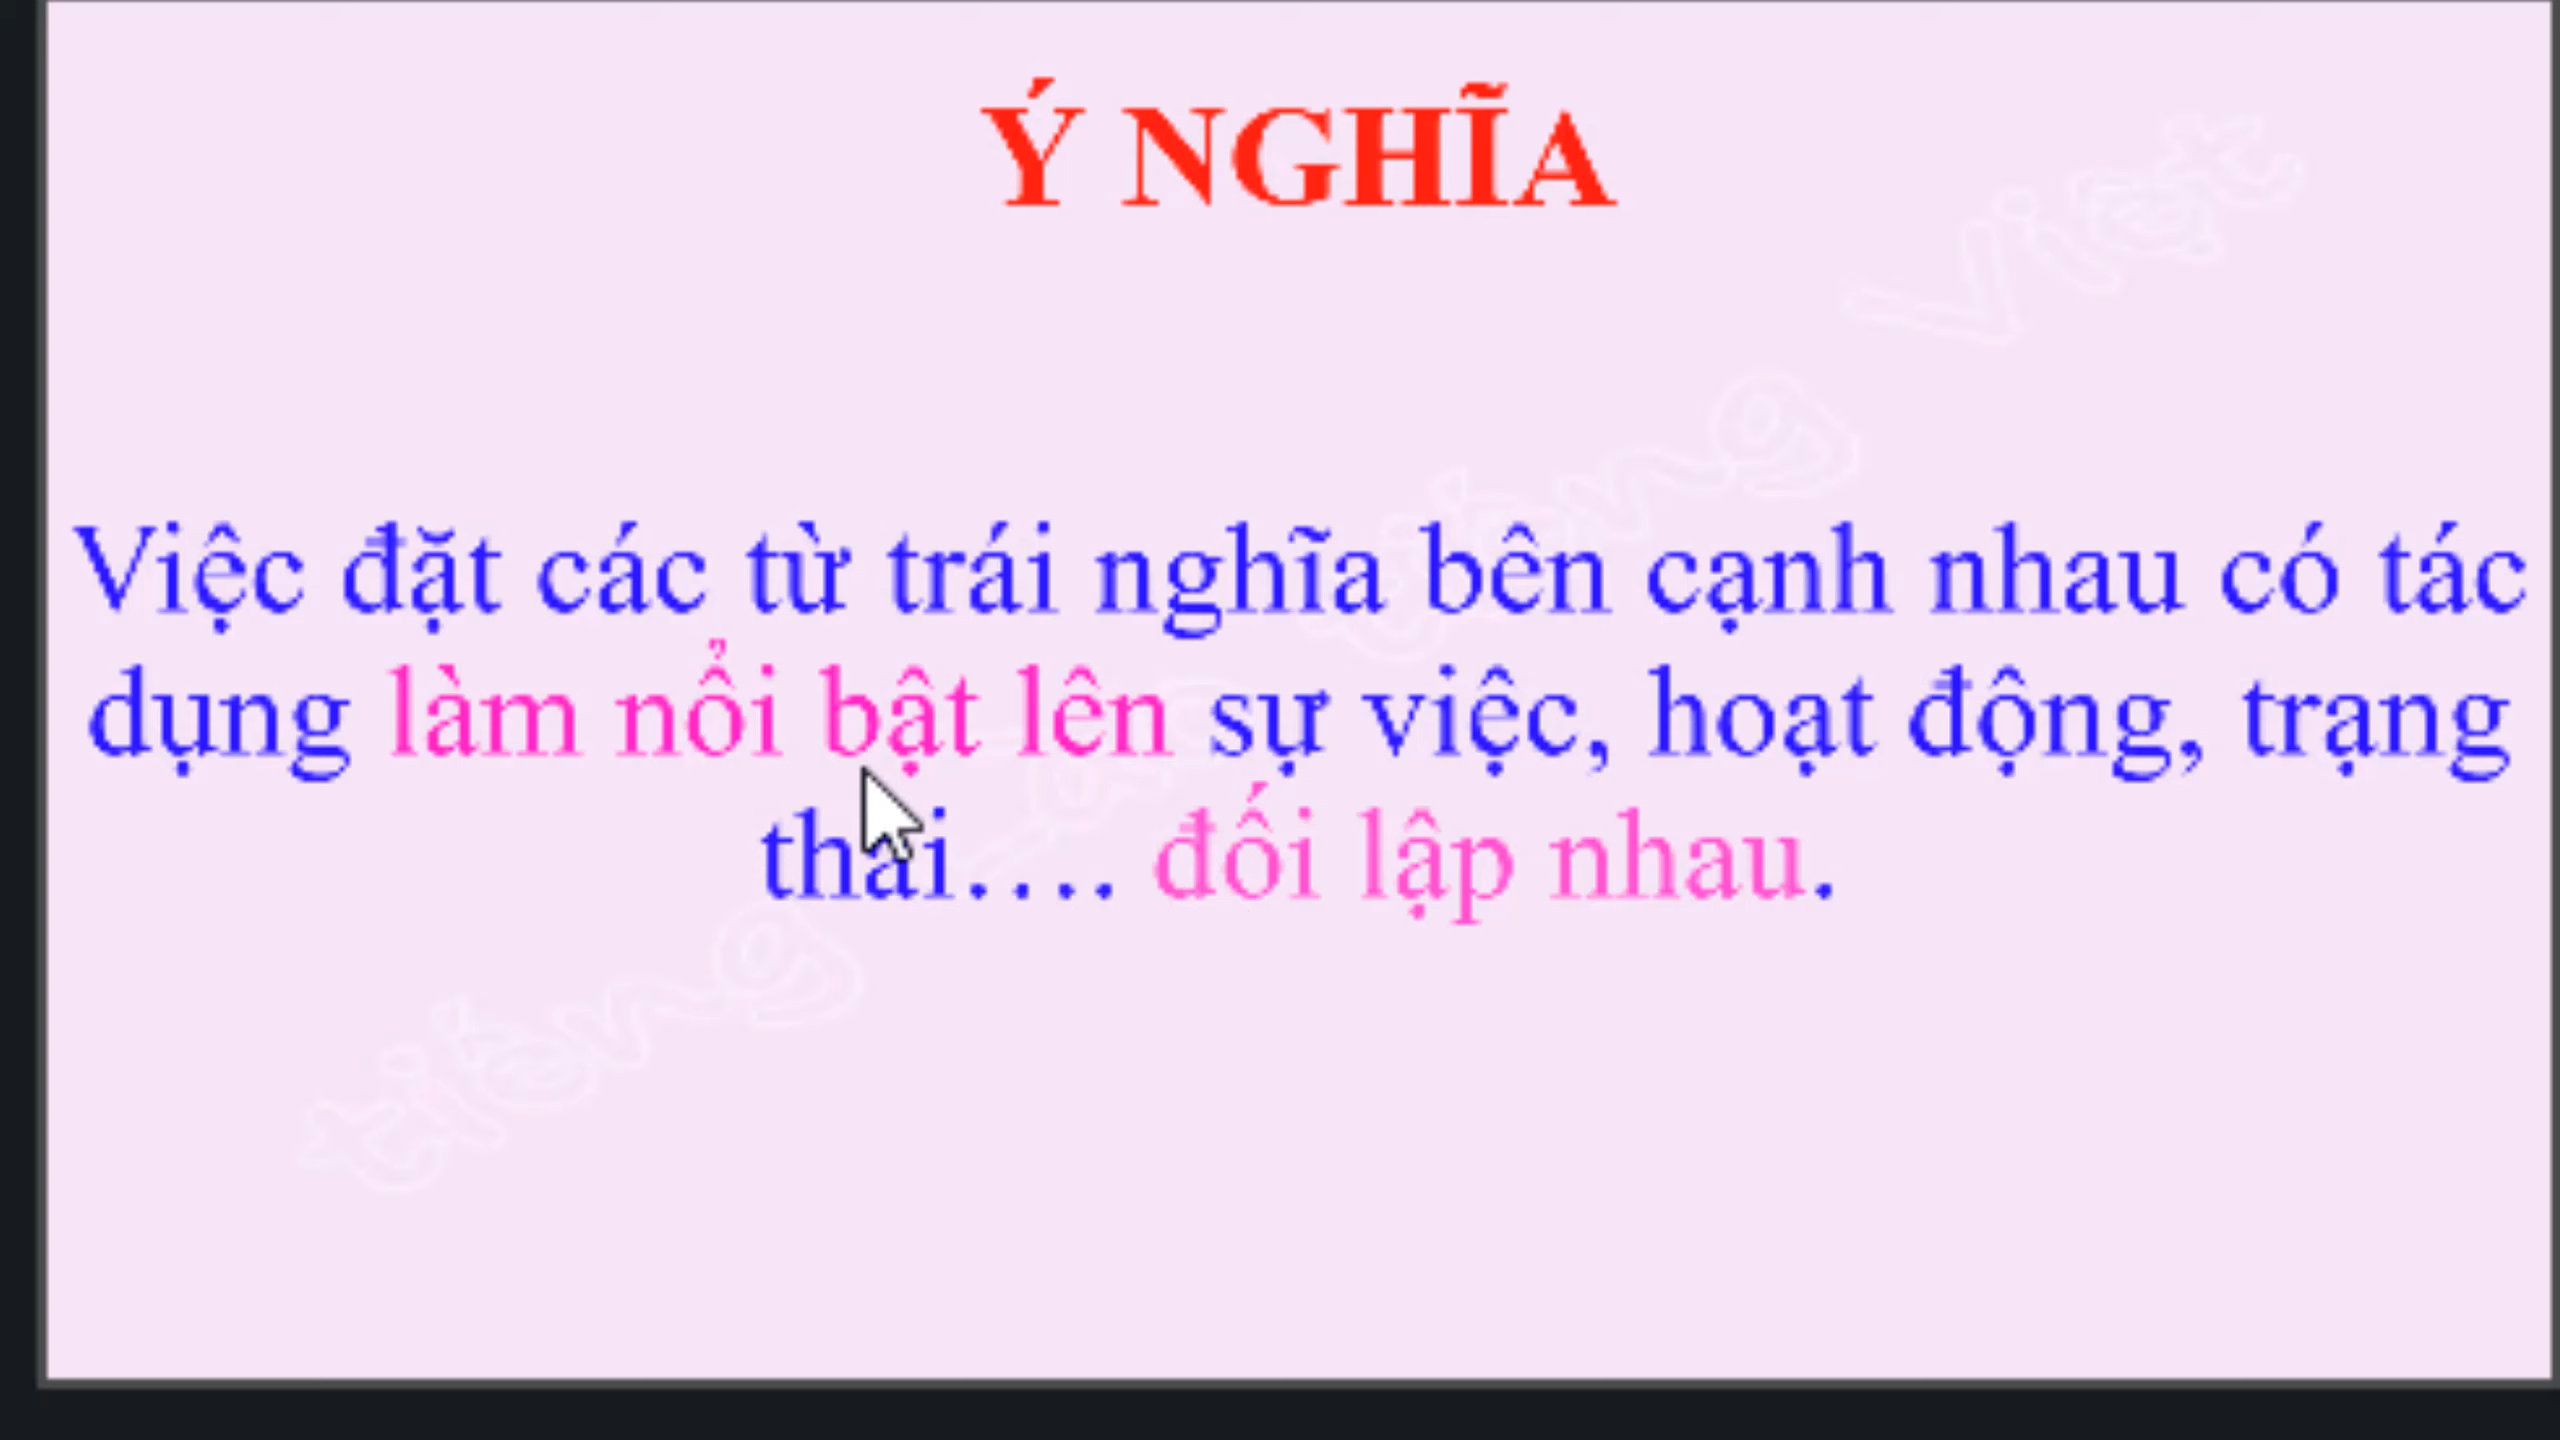 Ý NGHĨA
Việc đặt các từ trái nghĩa bên cạnh nhau có tác
dụng làm nổi bật lên sự việc, hoạt động, trạng
thái…. đối lập nhau.